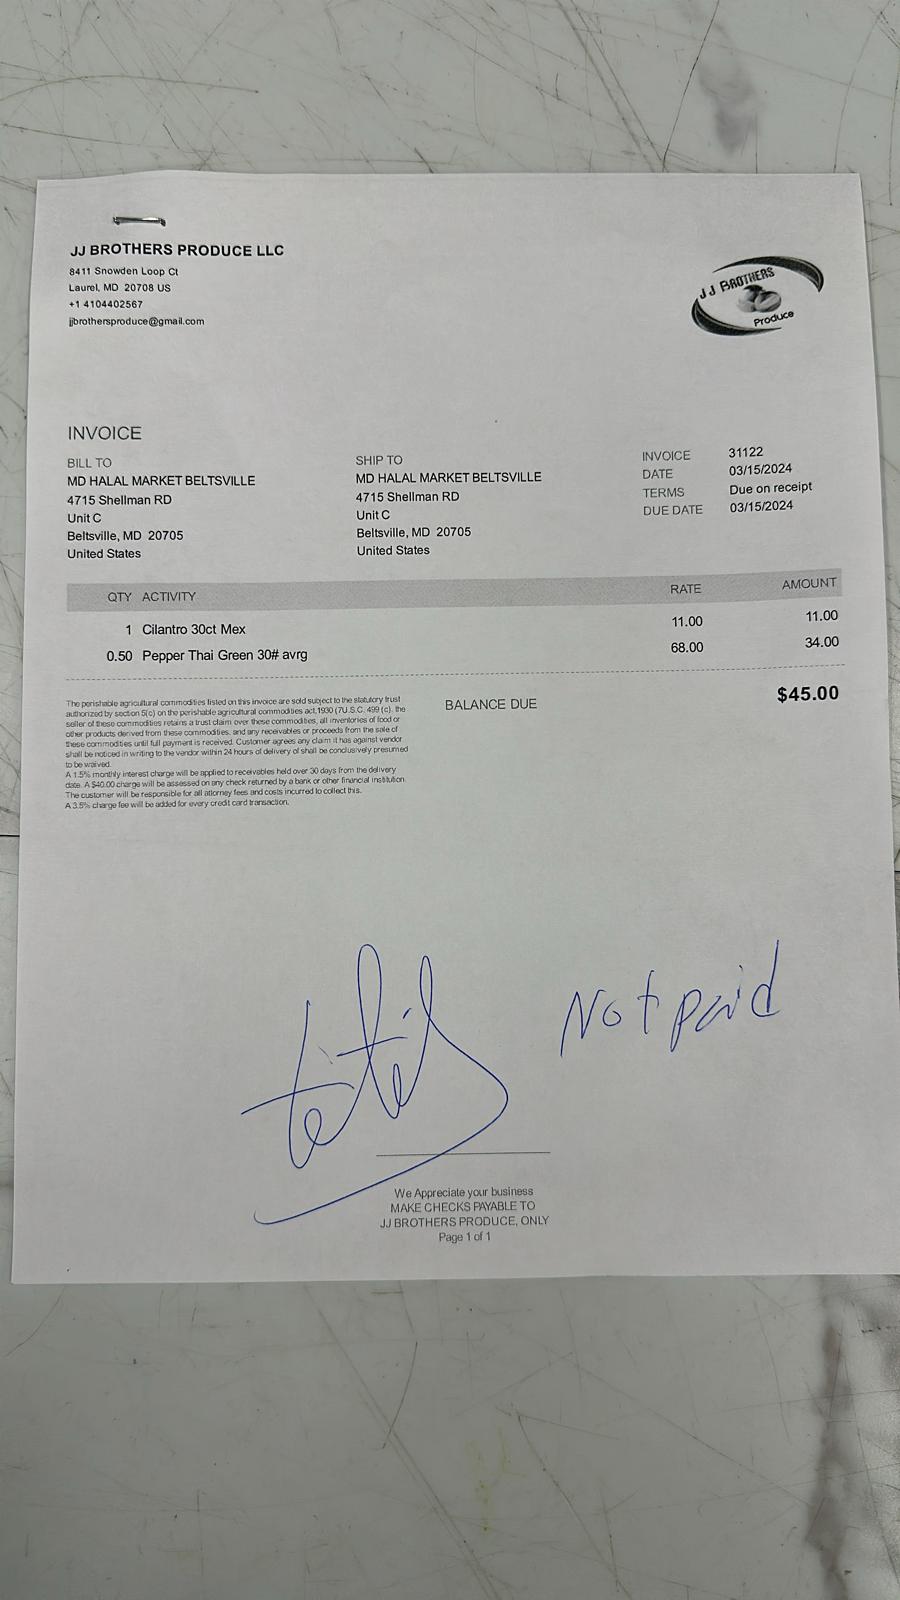 JJ BROTHERS PRODUCE LLC
8411 Snowden Loop Ct
Laurel, MD 20708 US
+1 4104402567
jjbrothersproduce@gmail.com
JJ BROTHERS
Produce
INVOICE
BILL TO
MD HALAL MARKET BELTSVILLE
4715 Shellman RD
Unit C
Beltsville, MD 20705
United States
SHIP TO
MD HALAL MARKET BELTSVILLE
4715 Shellman RD
Unit C
Beltsville, MD 20705
United States
INVOICE 31122
DATE 03/15/2024
TERMS Due on receipt
DUE DATE 03/15/2024
QTY ACTIVITY RATE AMOUNT
1 Cilantro 30ct Mex 11.00 11.00
0.50 Pepper Thai Green 30# avrg 68.00 34.00
The perishable agricultural commodities listed on this invoice are sold subject to the statutory trust
authorized by section 5(c) on the perishable agricultural commodities act,1930 (7U.S.C. 499 (c). the
seller of these commodities retains a trust claim over these commodities, all inventories of food or
other products derived from these commodities. and any receivables or proceeds from the sale of
these commodities until full payment is received. Customer agrees any claim it has against vendor
shall be noticed in writing to the vendor within 24 hours of delivery of shall be conclusively presumed
to be waived.
A 1.5% monthly interest charge will be applied to receivables held over 30 days from the delivery
date. A $40.00 charge will be assessed on any check returned by a bank or other financial institution.
The customer will be responsible for all attorney fees and costs incurred to collect this.
A 3.5% charge fee will be added for every credit card transaction.
BALANCE DUE $45.00
Not paid
We Appreciate your business
MAKE CHECKS PAYABLE TO
JJ BROTHERS PRODUCE, ONLY
Page 1 of 1